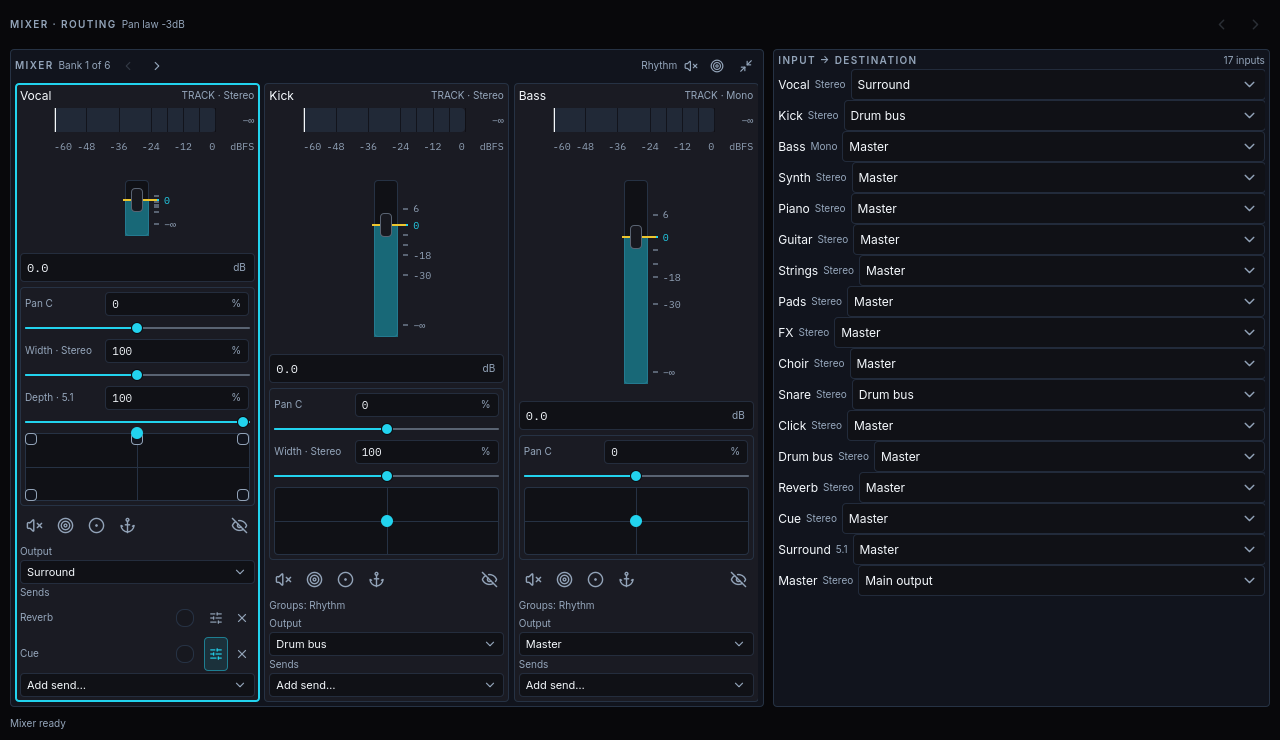 MIXER · ROUTING Pan law -3dB
MIXER Bank 1 of 6
Rhythm
Vocal TRACK · Stereo
-∞
-60 -48 -36 -24 -12 0 dBFS
0
-∞
0.0 dB
Pan C 0 %
Width · Stereo 100 %
Depth · 5.1 100 %
Output
Surround
Sends
Reverb
Cue
Add send...
Kick TRACK · Stereo
-∞
-60 -48 -36 -24 -12 0 dBFS
6
0
-18
-30
-∞
0.0 dB
Pan C 0 %
Width · Stereo 100 %
Groups: Rhythm
Output
Drum bus
Sends
Add send...
Bass TRACK · Mono
-∞
-60 -48 -36 -24 -12 0 dBFS
6
0
-18
-30
-∞
0.0 dB
Pan C 0 %
Groups: Rhythm
Output
Master
Sends
Add send...
INPUT → DESTINATION 17 inputs
Vocal Stereo Surround
Kick Stereo Drum bus
Bass Mono Master
Synth Stereo Master
Piano Stereo Master
Guitar Stereo Master
Strings Stereo Master
Pads Stereo Master
FX Stereo Master
Choir Stereo Master
Snare Stereo Drum bus
Click Stereo Master
Drum bus Stereo Master
Reverb Stereo Master
Cue Stereo Master
Surround 5.1 Master
Master Stereo Main output
Mixer ready